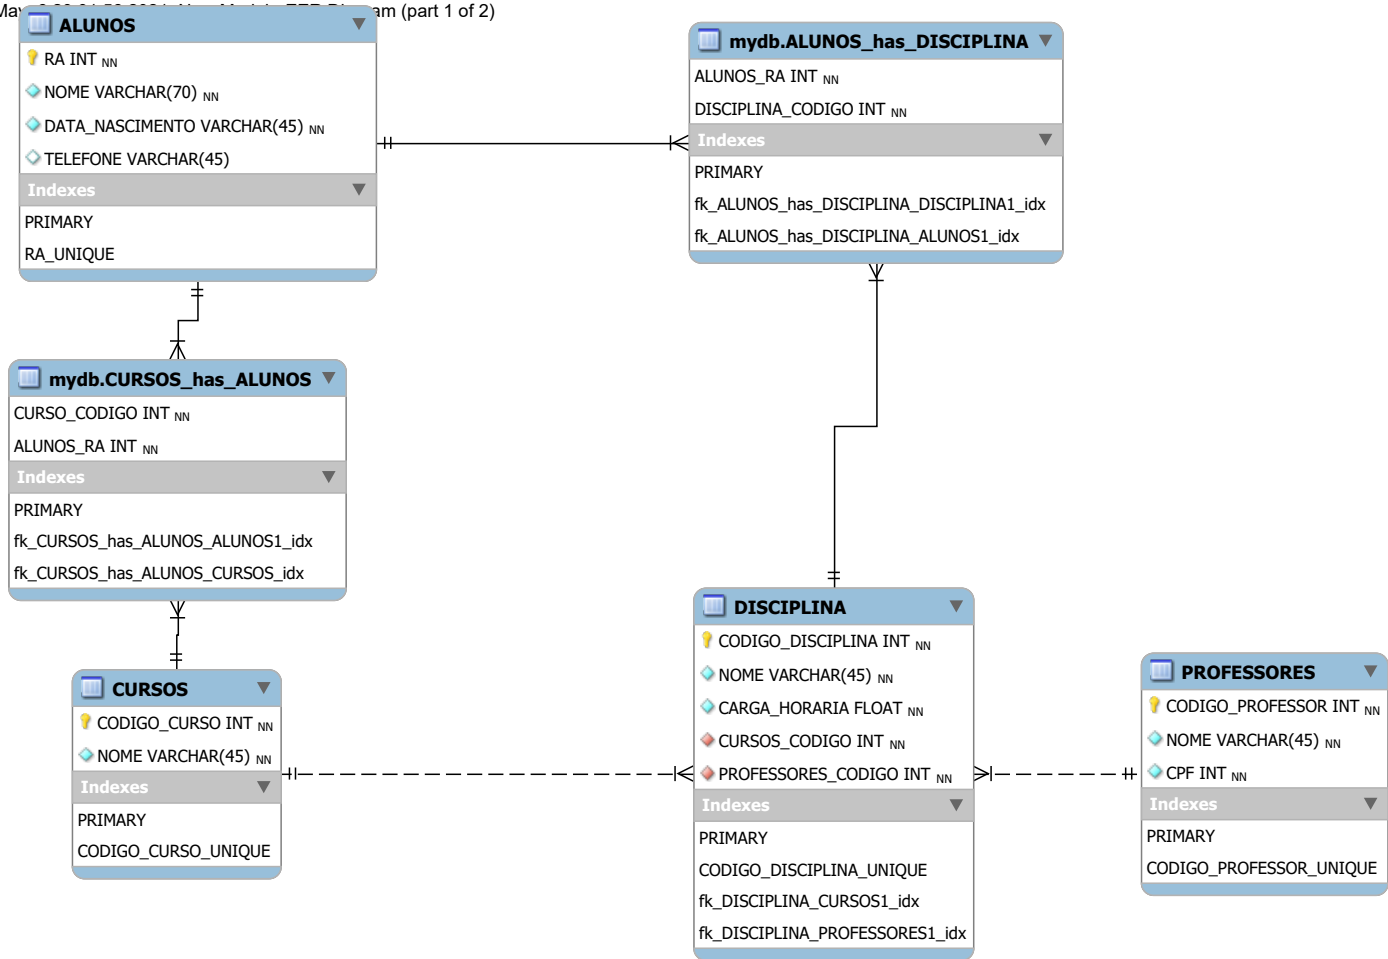 am (part 1 of 2)
ALUNOS
RA INT NN
NOME VARCHAR(70) NN
DATA_NASCIMENTO VARCHAR(45) NN
TELEFONE VARCHAR(45)
Indexes
PRIMARY
RA_UNIQUE
mydb.ALUNOS_has_DISCIPLINA
ALUNOS_RA INT NN
DISCIPLINA_CODIGO INT NN
Indexes
PRIMARY
fk_ALUNOS_has_DISCIPLINA_DISCIPLINA1_idx
fk_ALUNOS_has_DISCIPLINA_ALUNOS1_idx
mydb.CURSOS_has_ALUNOS
CURSO_CODIGO INT NN
ALUNOS_RA INT NN
Indexes
PRIMARY
fk_CURSOS_has_ALUNOS_ALUNOS1_idx
fk_CURSOS_has_ALUNOS_CURSOS_idx
CURSOS
CODIGO_CURSO INT NN
NOME VARCHAR(45) NN
Indexes
PRIMARY
CODIGO_CURSO_UNIQUE
DISCIPLINA
CODIGO_DISCIPLINA INT NN
NOME VARCHAR(45) NN
CARGA_HORARIA FLOAT NN
CURSOS_CODIGO INT NN
PROFESSORES_CODIGO INT NN
Indexes
PRIMARY
CODIGO_DISCIPLINA_UNIQUE
fk_DISCIPLINA_CURSOS1_idx
fk_DISCIPLINA_PROFESSORES1_idx
PROFESSORES
CODIGO_PROFESSOR INT NN
NOME VARCHAR(45) NN
CPF INT NN
Indexes
PRIMARY
CODIGO_PROFESSOR_UNIQUE